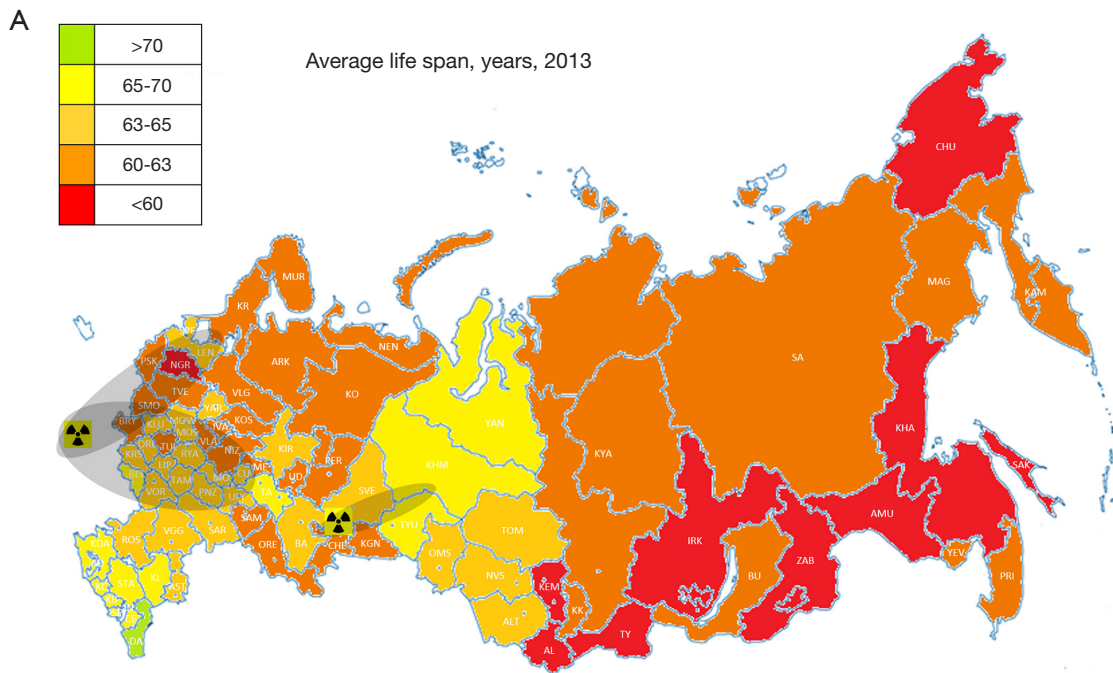 A
>70
65-70
63-65
60-63
<60
Average life span, years, 2013
CHU
MUR
KR
MAG
KAM
NEN
LEN
PSK
NGR
ARK
SA
TVE
VLG
KO
SMO
YAR
YAN
BRY
KLU
MOW
MOS
IVA
KOS
KHA
ORL
TUL
VLA
NIZ
KIR
KYA
KRS
LIP
RYA
ME
UD
PER
KHM
SAK
BE
TAM
MO
CU
VOR
PNZ
UL
TA
SVE
SAM
TYU
AMU
KDA
ROS
VGG
SAR
ORE
BA
CHE
KGN
OMS
TOM
IRK
ZAB
YEV
STA
KL
AST
NVS
KEM
KK
BU
PRI
ALT
DA
AL
TY